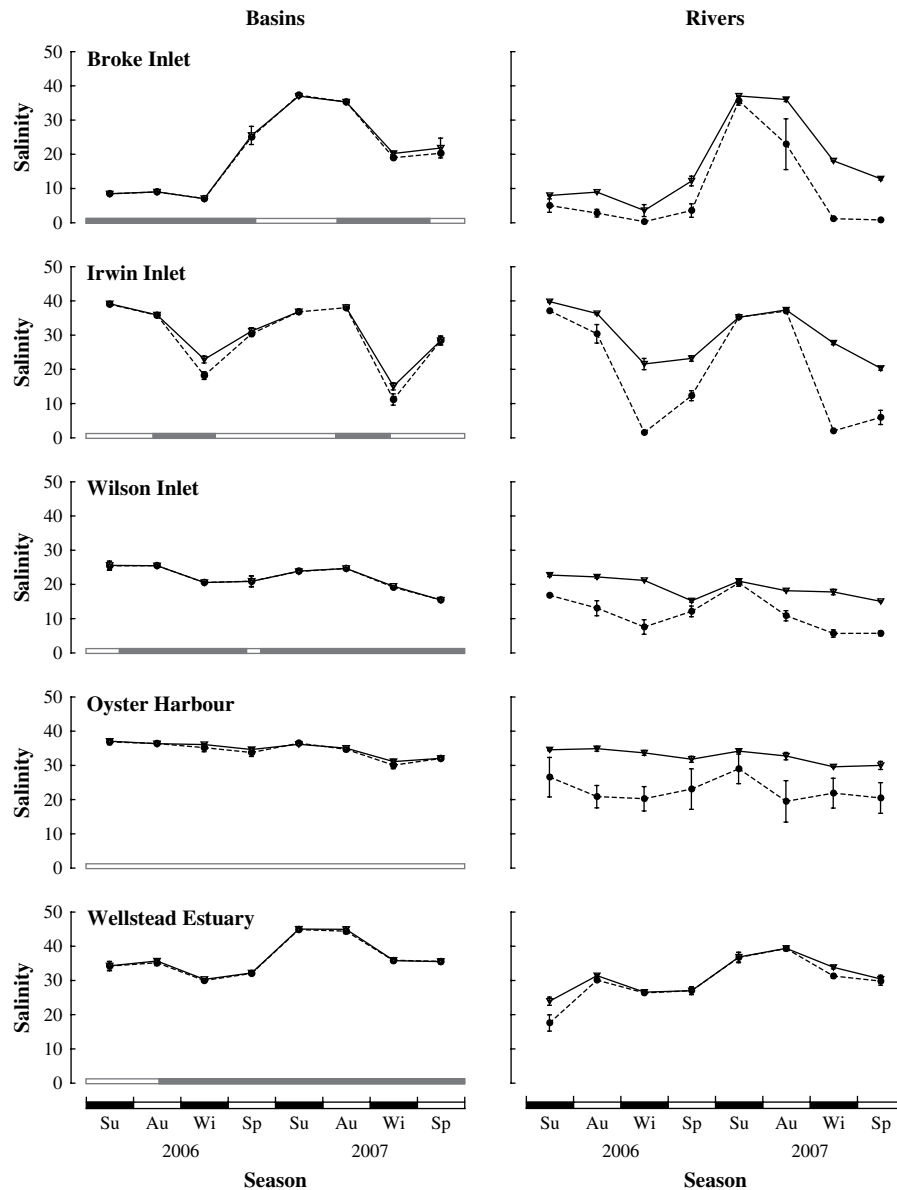 Basins Rivers
50
40
30
20
10
0
Salinity
Broke Inlet
50
40
30
20
10
0
Salinity
Irwin Inlet
50
40
30
20
10
0
Salinity
Wilson Inlet
50
40
30
20
10
0
Salinity
Oyster Harbour
50
40
30
20
10
0
Salinity
Wellstead Estuary
Su Au Wi Sp Su Au Wi Sp
2006 2007
Season
Su Au Wi Sp Su Au Wi Sp
2006 2007
Season